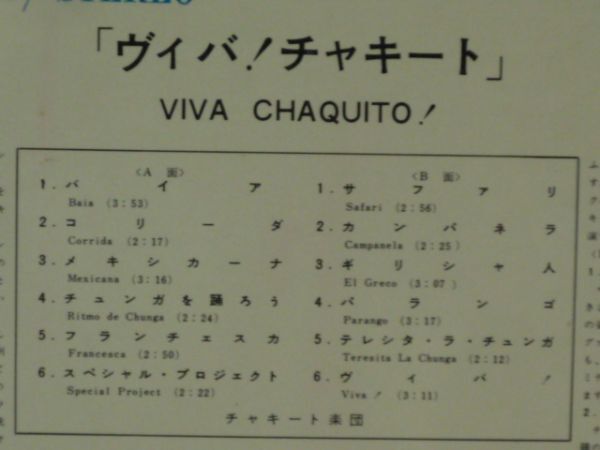 STEREO
「ヴィバ!チャキート」
VIVA CHAQUITO!
〈A 面〉
1. バイア
Baia (3:53)
2. コリーダ
Corrida (2:17)
3. メキシカーナ
Mexicana (3:16)
4. チュンガを踊ろう
Ritmo de Chunga (2:24)
5. フランチェスカ
Francesca (2:50)
6. スペシャル・プロジェクト
Special Project (2:22)
〈B 面〉
1. サファリ
Safari (2:56)
2. カンパネラ
Campanela (2:25)
3. ギリシャ人
El Greco (3:07)
4. パランゴ
Parango (3:17)
5. テレシタ・ラ・チュンガ
Teresita La Chunga (2:12)
6. ヴィバ!
Viva! (3:11)
チャキート楽団